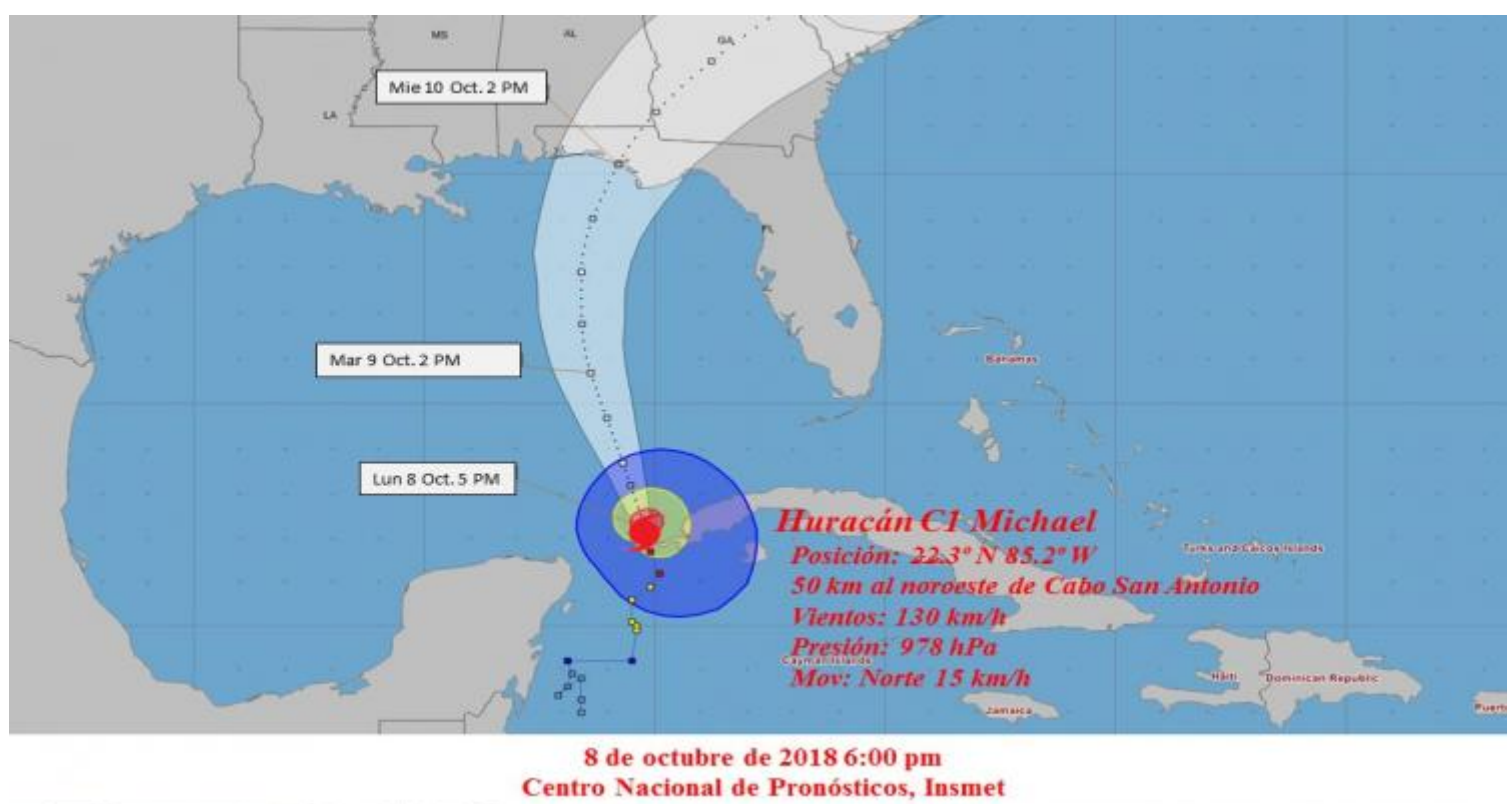 MS
AL
GA
Mie 10 Oct. 2 PM
LA
FL
Mar 9 Oct. 2 PM
Bahamas
Lun 8 Oct. 5 PM
Huracán C1 Michael
Posición: 22.3º N 85.2º W
Turks and Caicos Islands
50 km al noroeste de Cabo San Antonio
Vientos: 130 km/h
Presión: 978 hPa
Cayman Islands
Mov: Norte 15 km/h
Haiti
Dominican Republic
Jamaica
Puert
8 de octubre de 2018 6:00 pm
Centro Nacional de Pronósticos, Insmet